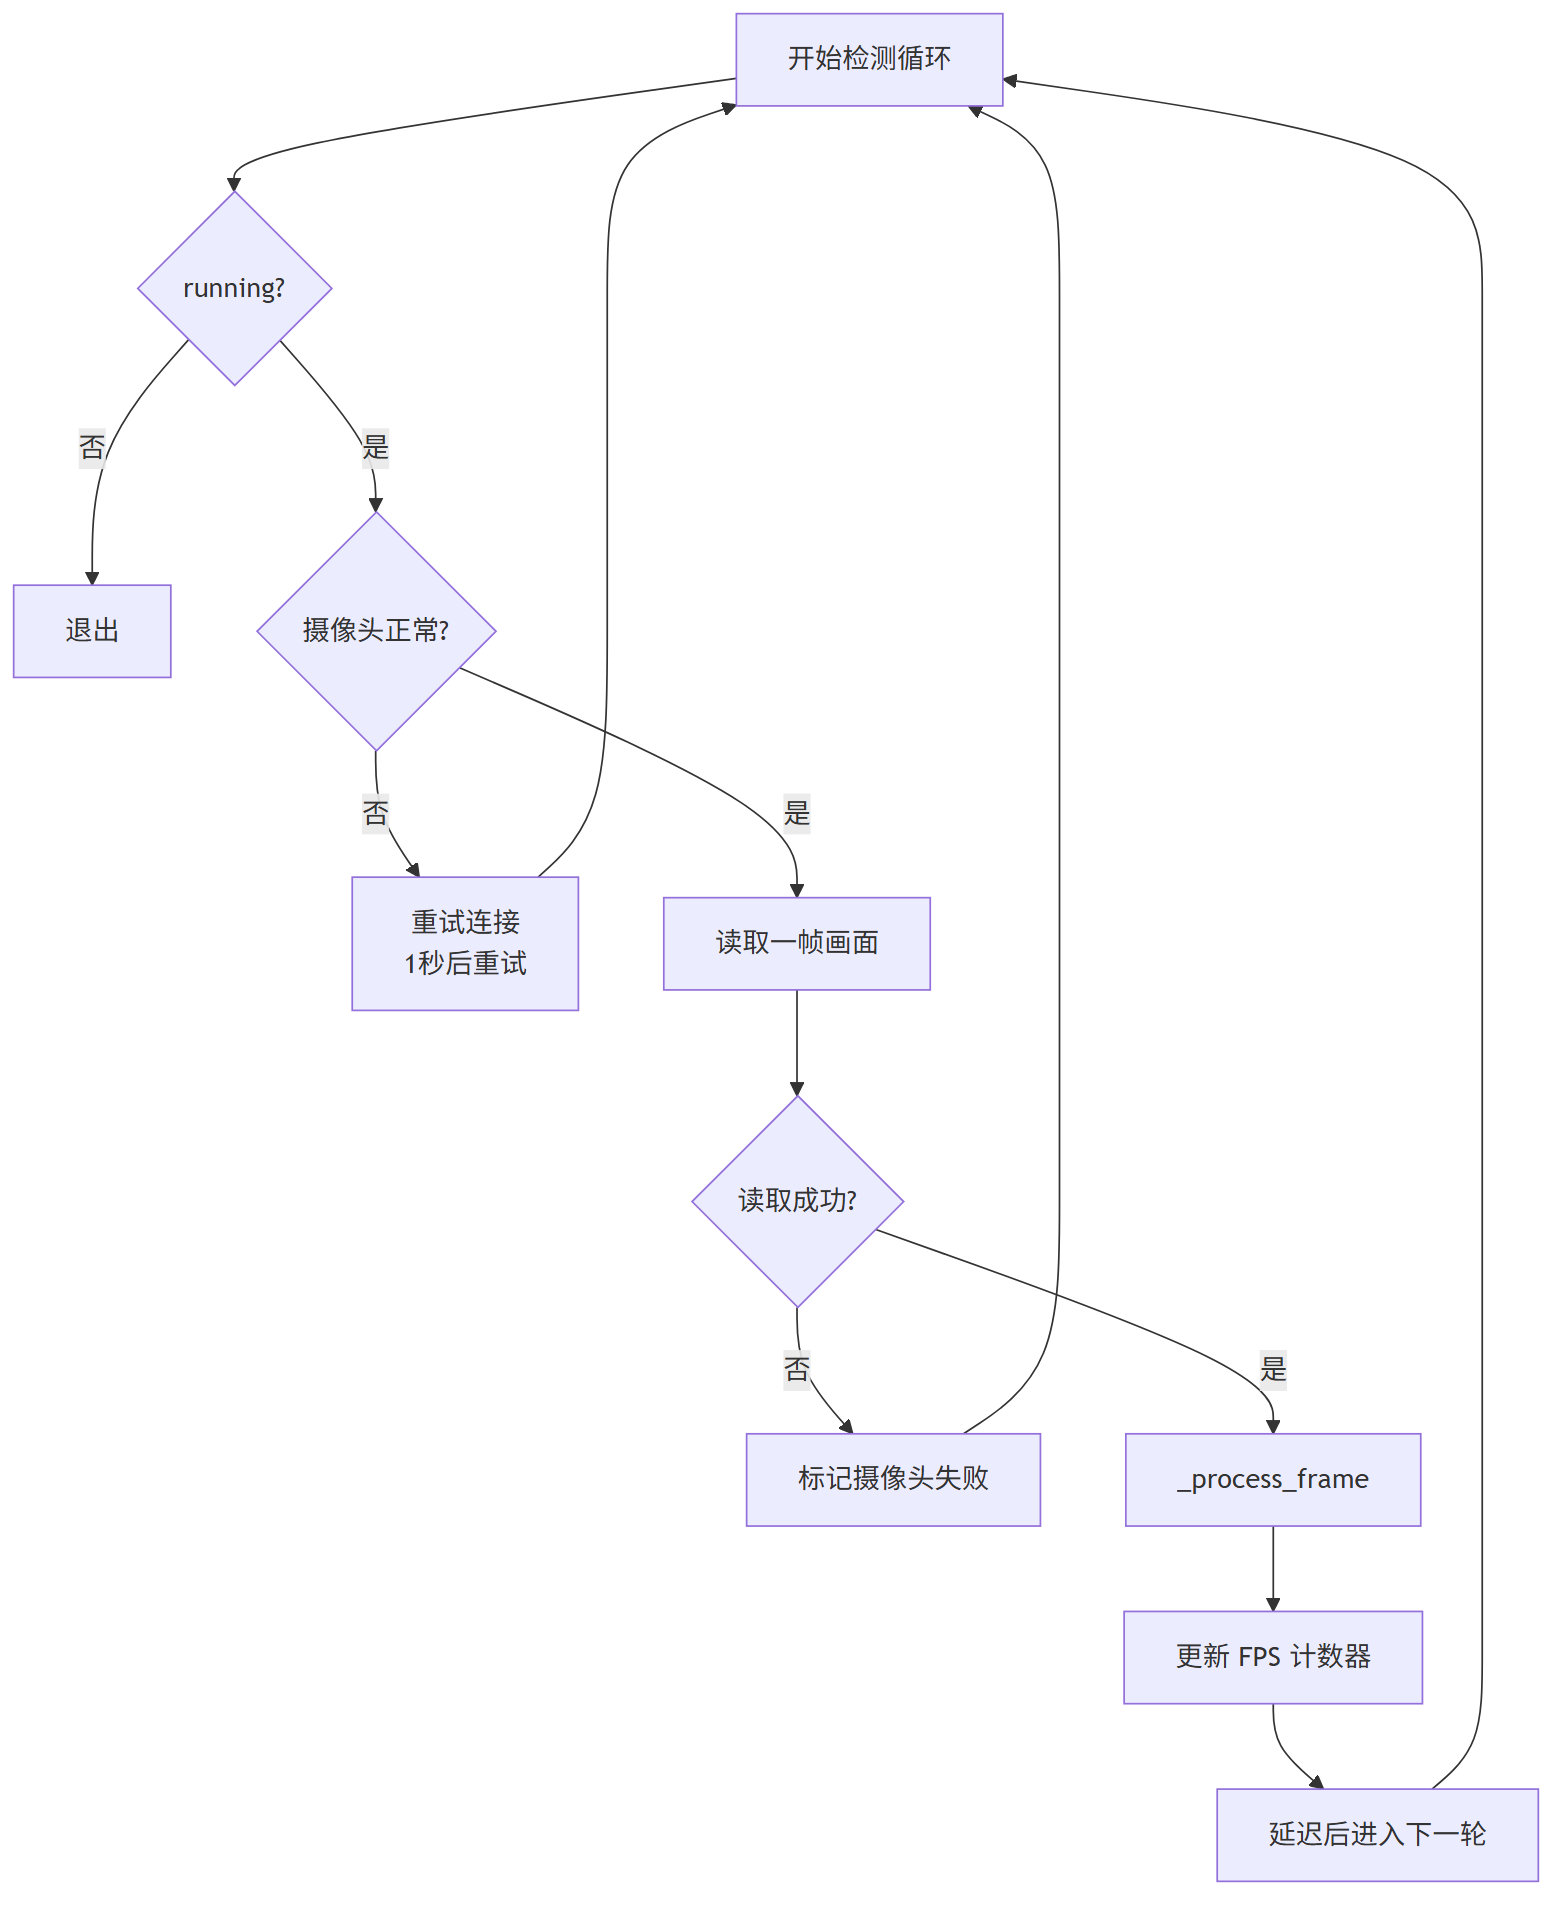 开始检测循环
running?
否
是
退出
摄像头正常?
否
是
重试连接
1秒后重试
读取一帧画面
读取成功?
否
是
标记摄像头失败
_process_frame
更新 FPS 计数器
延迟后进入下一轮